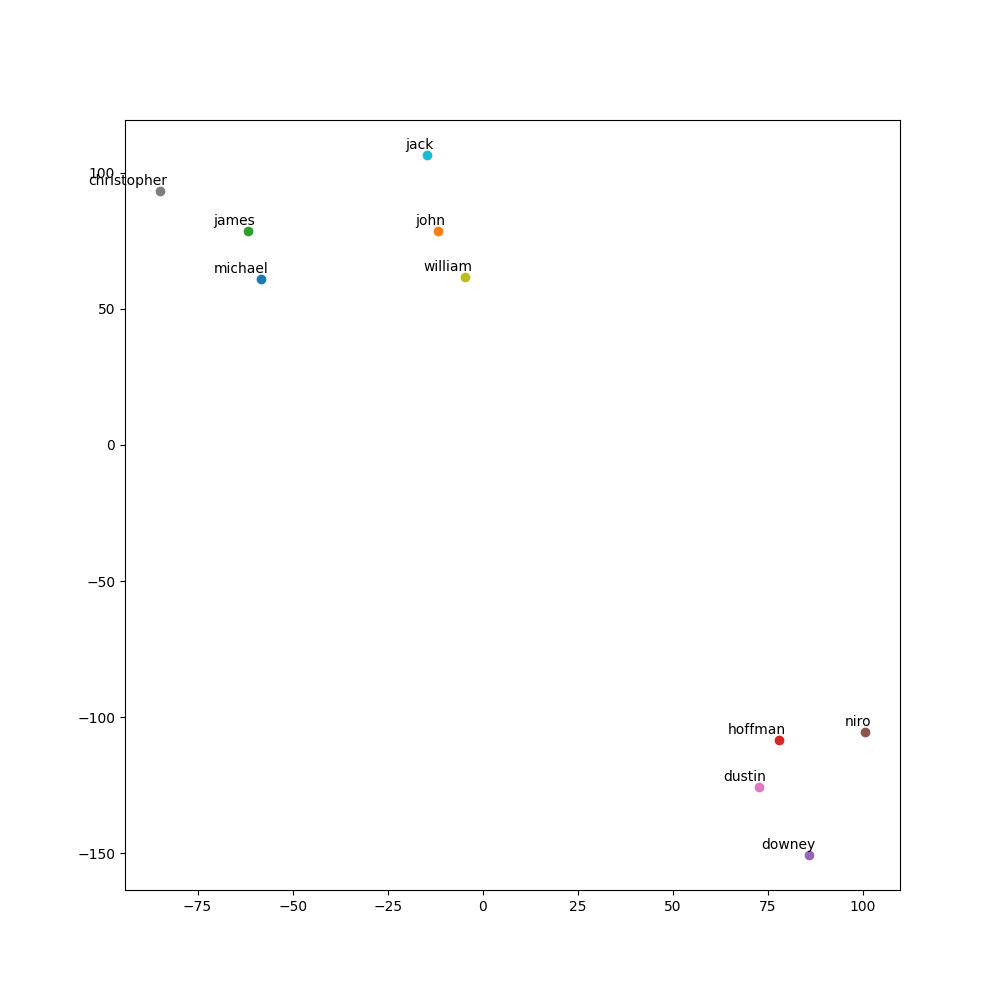 jack
100
christopher
james
john
michael
william
50
0
−50
−100
hoffman
niro
dustin
downey
−150
−75
−50
−25
0
25
50
75
100